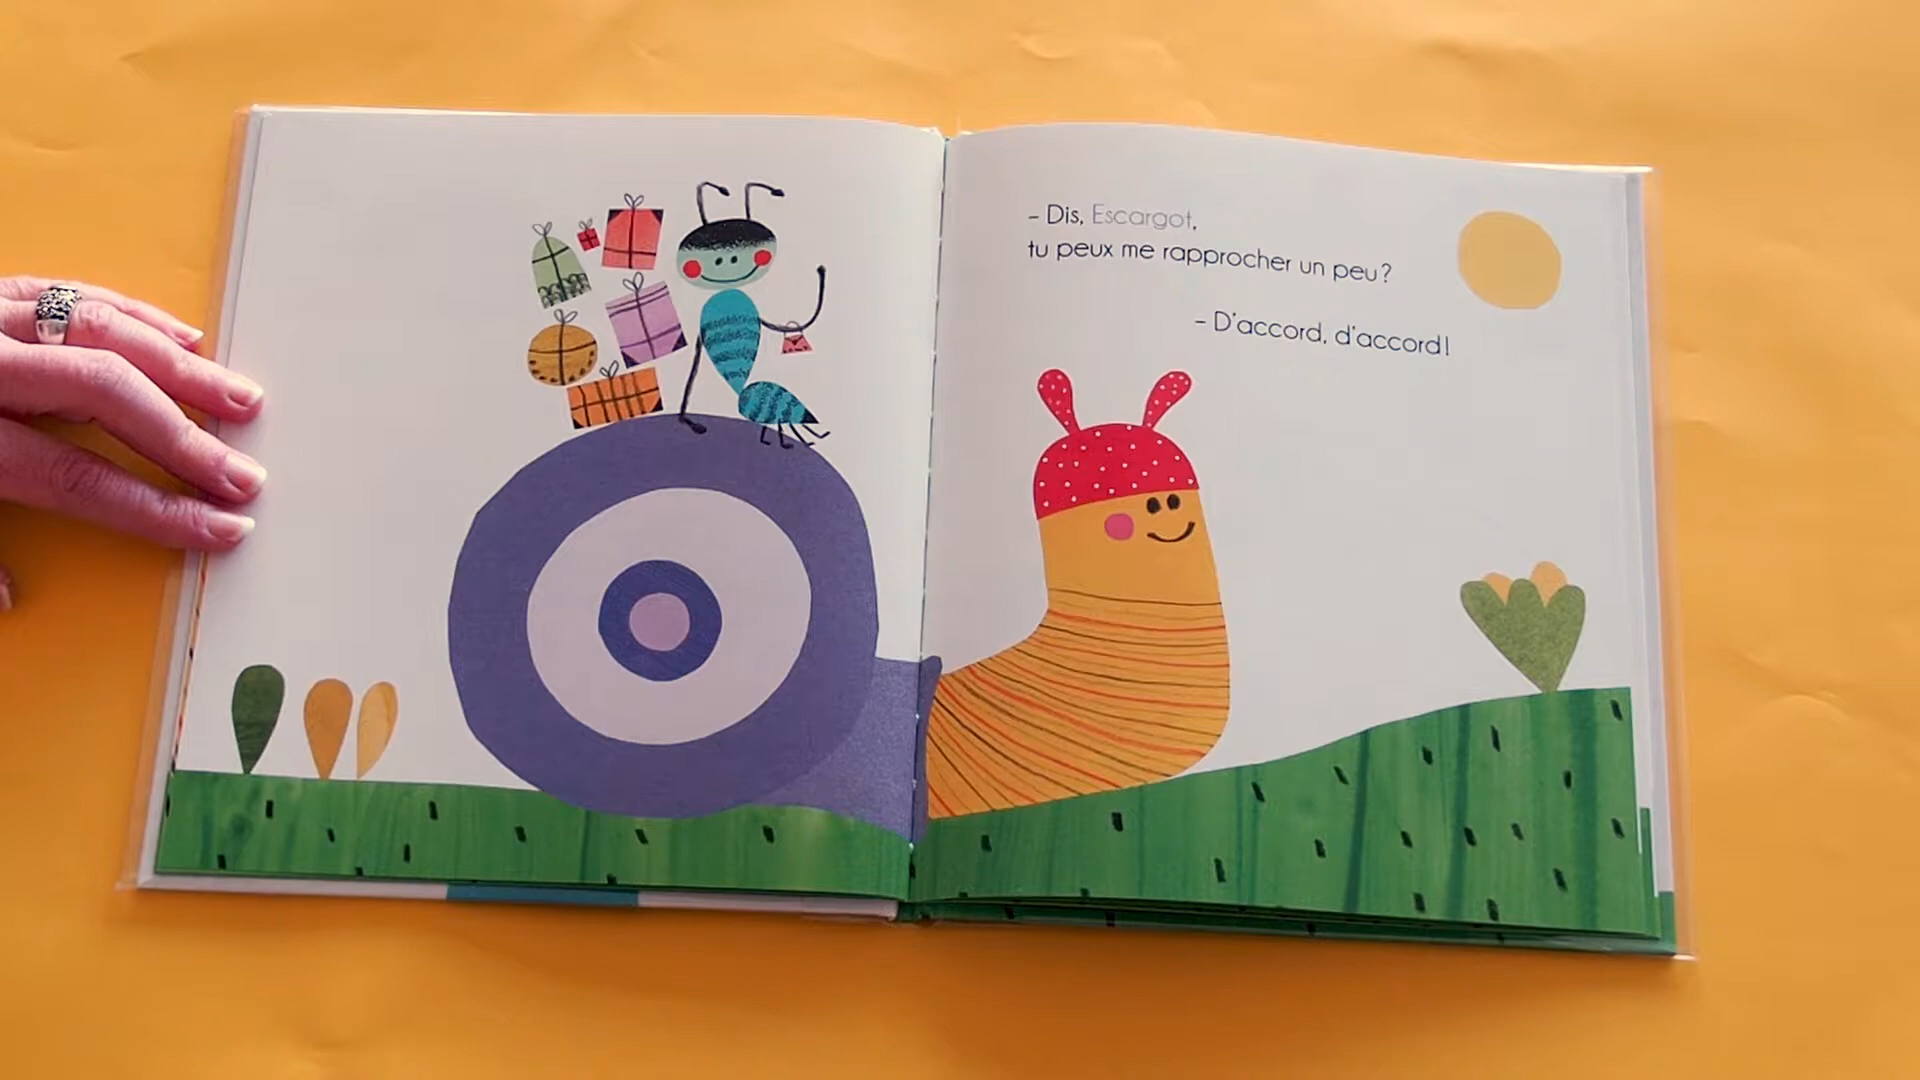 – Dis, Escargot,
tu peux me rapprocher un peu?
– D'accord, d'accord!